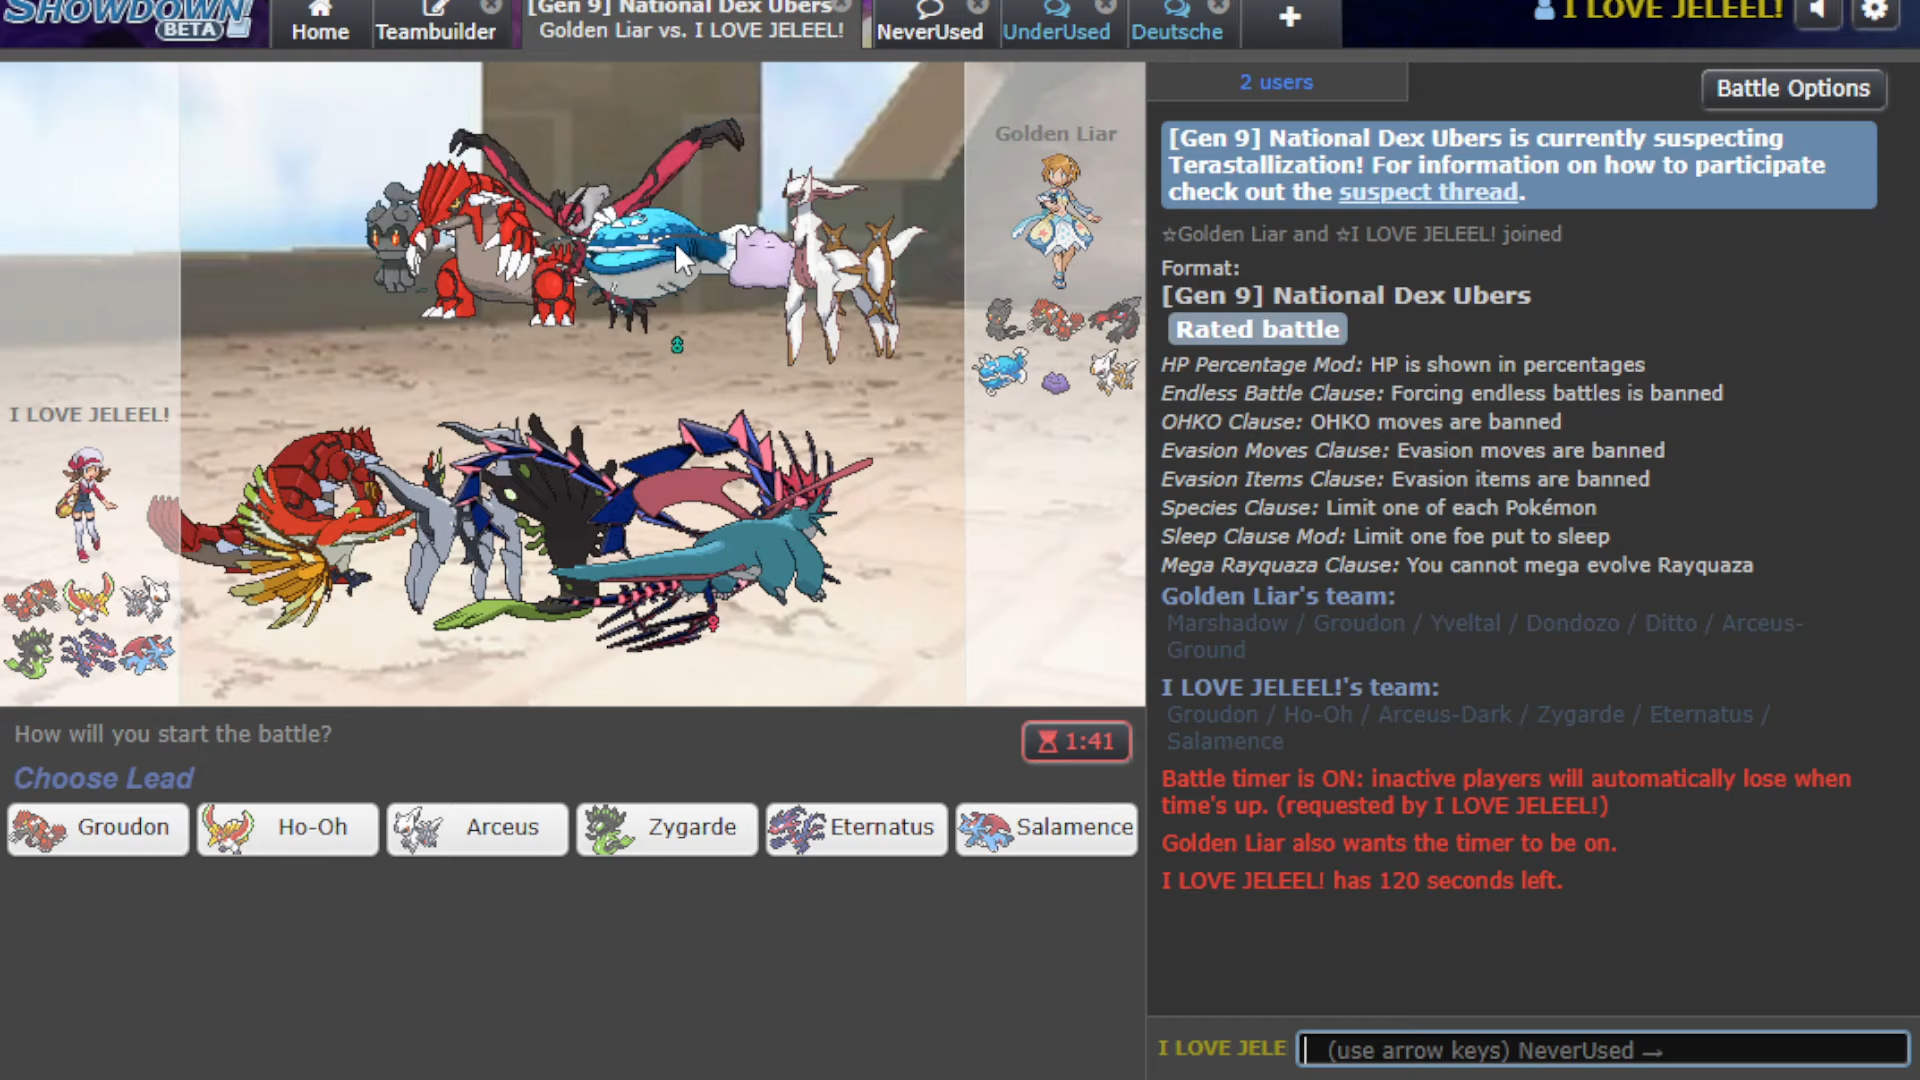 SHOWDOWN
BETA
Home
Teambuilder
[Gen 9] National Dex Ubers
Golden Liar vs. I LOVE JELEEL!
NeverUsed
UnderUsed
Deutsche
+
I LOVE JELEEL!
2 users
Battle Options
[Gen 9] National Dex Ubers is currently suspecting
Terastallization! For information on how to participate
check out the suspect thread.
☆Golden Liar and ☆I LOVE JELEEL! joined
Format:
[Gen 9] National Dex Ubers
Rated battle
HP Percentage Mod: HP is shown in percentages
Endless Battle Clause: Forcing endless battles is banned
OHKO Clause: OHKO moves are banned
Evasion Moves Clause: Evasion moves are banned
Evasion Items Clause: Evasion items are banned
Species Clause: Limit one of each Pokémon
Sleep Clause Mod: Limit one foe put to sleep
Mega Rayquaza Clause: You cannot mega evolve Rayquaza
Golden Liar's team:
Marshadow / Groudon / Yveltal / Dondozo / Ditto / Arceus-
Ground
I LOVE JELEEL!'s team:
Groudon / Ho-Oh / Arceus-Dark / Zygarde / Eternatus /
Salamence
Battle timer is ON: inactive players will automatically lose when
time's up. (requested by I LOVE JELEEL!)
Golden Liar also wants the timer to be on.
I LOVE JELEEL! has 120 seconds left.
I LOVE JELE
(use arrow keys) NeverUsed →
Golden Liar
I LOVE JELEEL!
How will you start the battle?
1:41
Choose Lead
Groudon
Ho-Oh
Arceus
Zygarde
Eternatus
Salamence